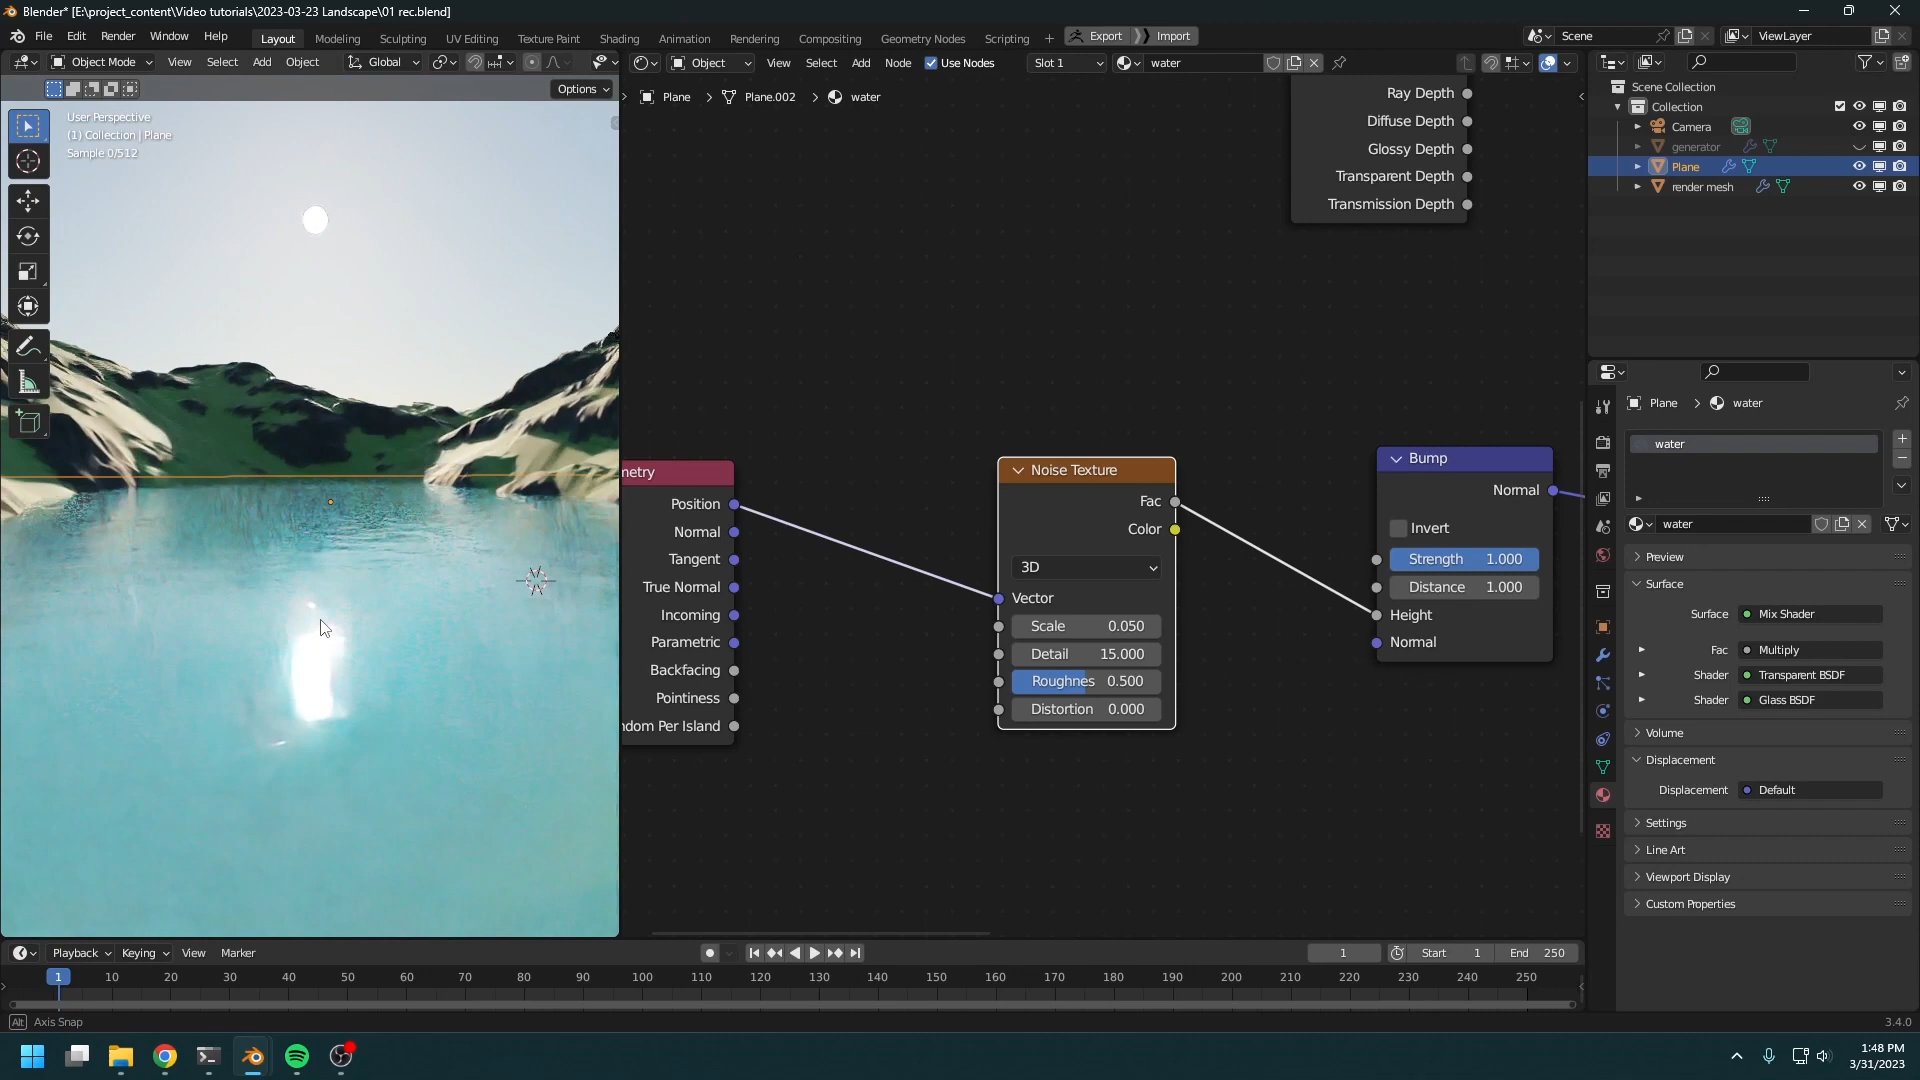 Blender* [E:\project_content\Video tutorials\2023-03-23 Landscape\01 rec.blend]
File Edit Render Window Help Layout Modeling Sculpting UV Editing Texture Paint Shading Animation Rendering Compositing Geometry Nodes Scripting + Export Import Scene ViewLayer
Object Mode View Select Add Object Global Object View Select Add Node Use Nodes Slot 1 water
Options Plane Plane.002 water
User Perspective
(1) Collection | Plane
Sample 0/512
Ray Depth
Diffuse Depth
Glossy Depth
Transparent Depth
Transmission Depth
Scene Collection
Collection
Camera
generator
Plane
render mesh
metry
Position
Normal
Tangent
True Normal
Incoming
Parametric
Backfacing
Pointiness
ndom Per Island
Noise Texture
Fac
Color
3D
Vector
Scale 0.050
Detail 15.000
Roughnes 0.500
Distortion 0.000
Bump
Normal
Invert
Strength 1.000
Distance 1.000
Height
Normal
Plane water
water
water
Preview
Surface
Surface Mix Shader
Fac Multiply
Shader Transparent BSDF
Shader Glass BSDF
Volume
Displacement
Displacement Default
Settings
Line Art
Viewport Display
Custom Properties
Playback Keying View Marker 1 Start 1 End 250
1 10 20 30 40 50 60 70 80 90 100 110 120 130 140 150 160 170 180 190 200 210 220 230 240 250
Alt Axis Snap 3.4.0
1:48 PM
3/31/2023